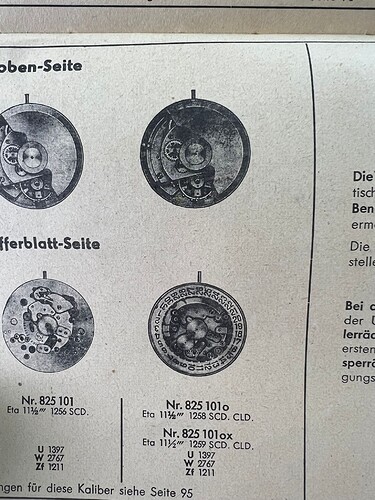 oben-Seite
Die
tisch
Ben
erm
Die
stelle
fferblatt-Seite
Nr. 825 101
Eta 11½‴ 1256 SCD.
U 1397
W 2767
Zf 1211
Nr. 825 101o
Eta 11½‴ 1258 SCD. CLD.
Nr. 825 101ox
Eta 11½‴ 1259 SCD. CLD.
U 1397
W 2767
Zf 1211
Bei d
der U
lerräd
ersten
sperrä
gungs
ngen für diese Kaliber siehe Seite 95